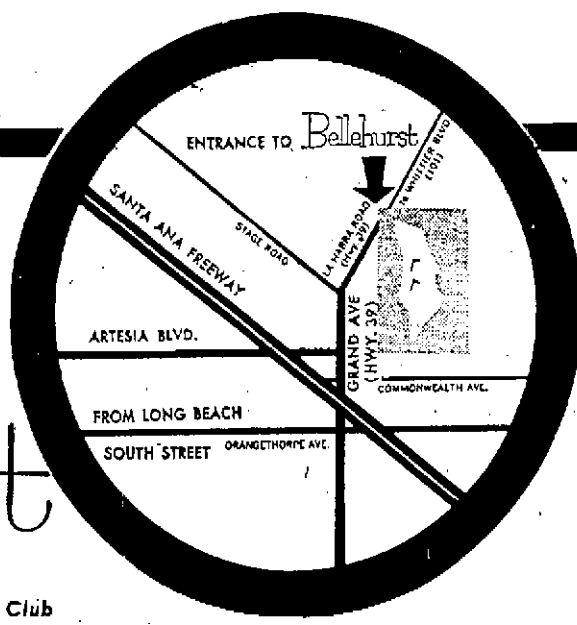 ENTRANCE TO Bellehurst
TO WHITTIER BLVD.
(101)
LA HABRA ROAD
(HWY. 39)
STAGE ROAD
SANTA ANA FREEWAY
GRAND AVE
(HWY. 39)
ARTESIA BLVD.
COMMONWEALTH AVE.
FROM LONG BEACH
SOUTH STREET ORANGETHORPE AVE.
t
Club